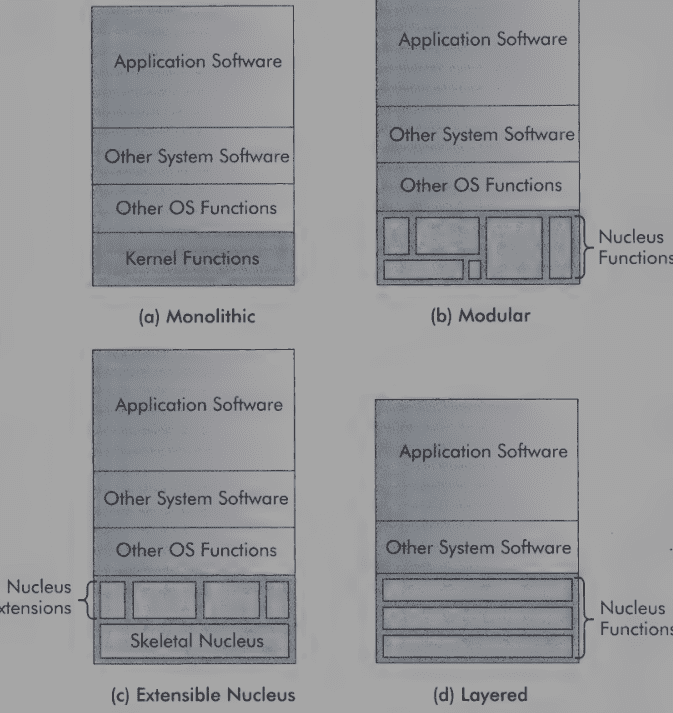 Application Software
Other System Software
Other OS Functions
Kernel Functions
(a) Monolithic
Application Software
Other System Software
Other OS Functions
Nucleus
Functions
(b) Modular
Application Software
Other System Software
Other OS Functions
Nucleus
xtensions
Skeletal Nucleus
(c) Extensible Nucleus
Application Software
Other System Software
Nucleus
Functions
(d) Layered